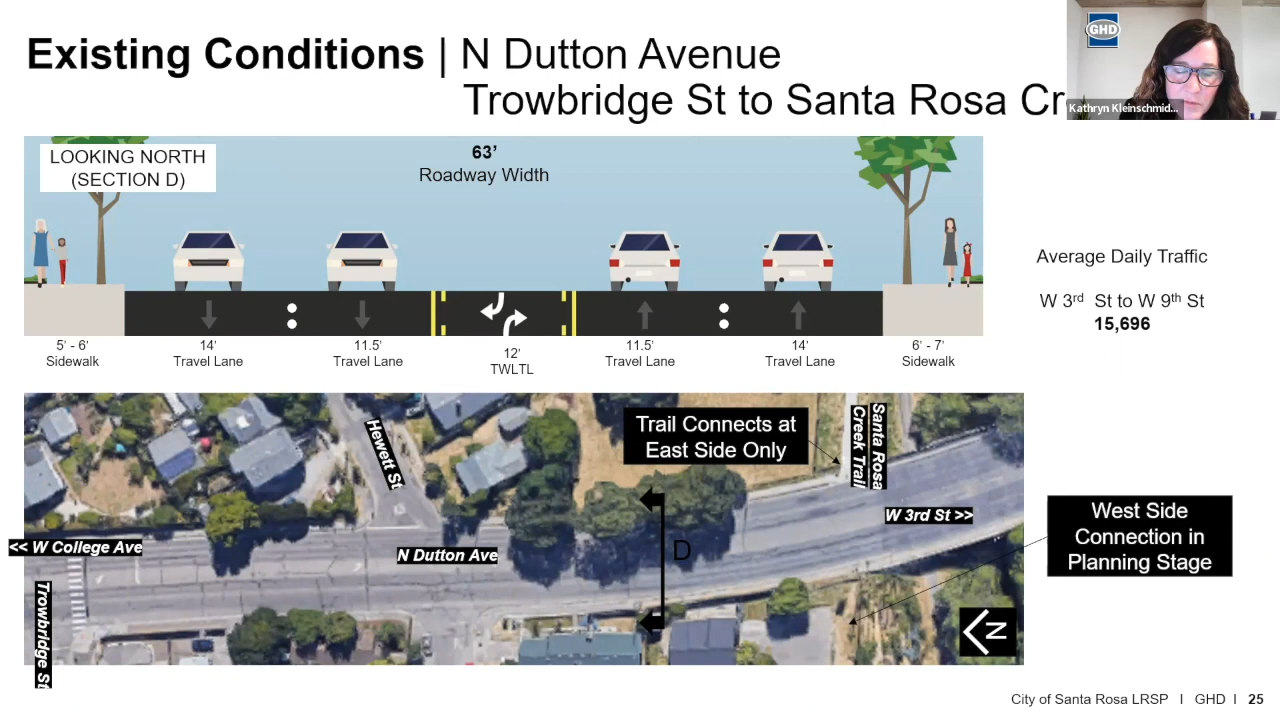 Existing Conditions | N Dutton Avenue
Trowbridge St to Santa Rosa Cr
GHD
Kathryn Kleinschmid...
LOOKING NORTH
(SECTION D)
63’
Roadway Width
5' - 6'
Sidewalk
14'
Travel Lane
11.5'
Travel Lane
12'
TWLTL
11.5'
Travel Lane
14'
Travel Lane
6' - 7'
Sidewalk
Average Daily Traffic
W 3rd St to W 9th St
15,696
Hewett St
Trail Connects at
East Side Only
Santa Rosa
Creek Trail
W 3rd St >>
<< W College Ave
N Dutton Ave
D
West Side
Connection in
Planning Stage
Trowbridge St
N
City of Santa Rosa LRSP I GHD I 25